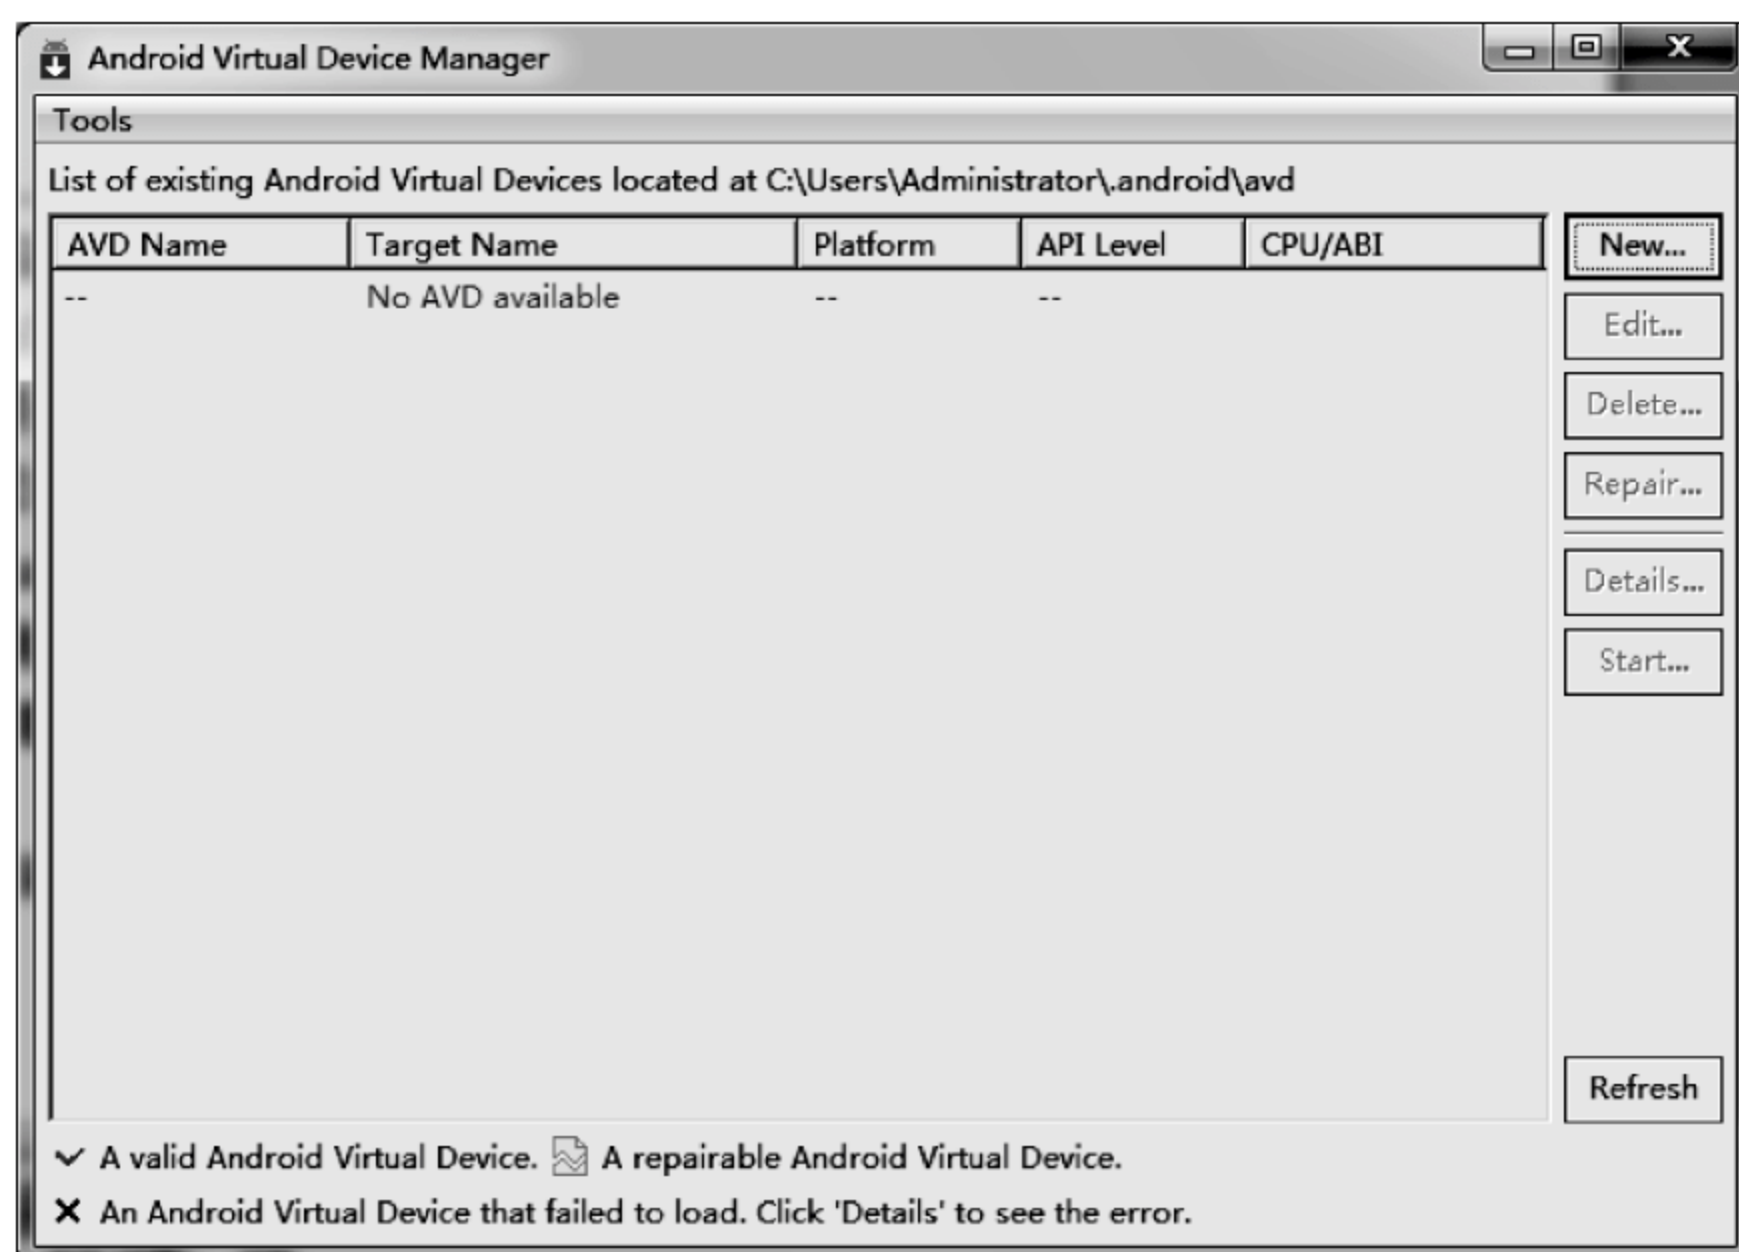 Android Virtual Device Manager
Tools
List of existing Android Virtual Devices located at C:\Users\Administrator\.android\avd
AVD Name Target Name Platform API Level CPU/ABI
-- No AVD available -- --
New...
Edit...
Delete...
Repair...
Details...
Start...
Refresh
A valid Android Virtual Device. A repairable Android Virtual Device.
An Android Virtual Device that failed to load. Click 'Details' to see the error.